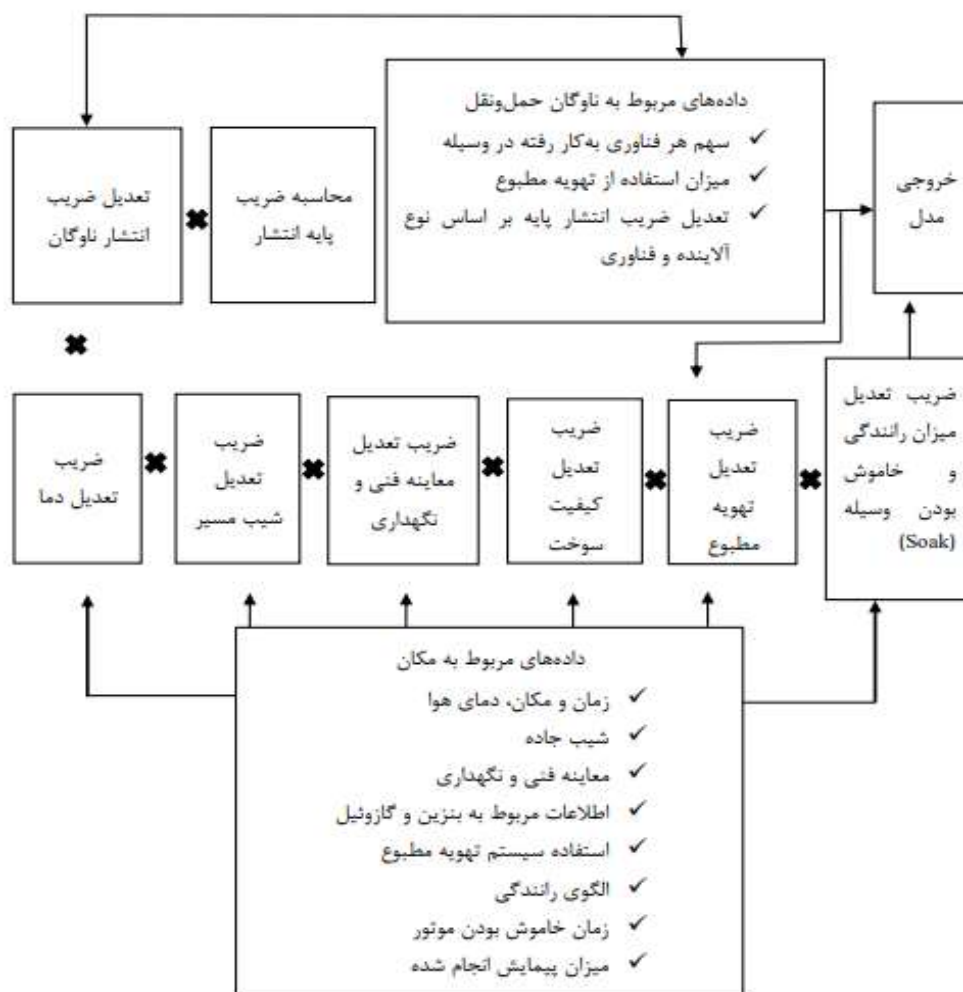 داده‌های مربوط به ناوگان حمل‌ونقل
✓ سهم هر فناوری به‌کار رفته در وسیله
✓ میزان استفاده از تهویه مطبوع
✓ تعدیل ضریب انتشار پایه بر اساس نوع
آلاینده و فناوری
خروجی
مدل
محاسبه ضریب
پایه انتشار
تعدیل ضریب
انتشار ناوگان
ضریب تعدیل
میزان رانندگی
و خاموش
بودن وسیله
(Soak)
ضریب
تعدیل
تهویه
مطبوع
ضریب
تعدیل
کیفیت
سوخت
ضریب تعدیل
معاینه فنی و
نگهداری
ضریب
تعدیل
شیب مسیر
ضریب
تعدیل دما
داده‌های مربوط به مکان
✓ زمان و مکان، دمای هوا
✓ شیب جاده
✓ معاینه فنی و نگهداری
✓ اطلاعات مربوط به بنزین و گازوئیل
✓ استفاده سیستم تهویه مطبوع
✓ الگوی رانندگی
✓ زمان خاموش بودن موتور
✓ میزان پیمایش انجام شده